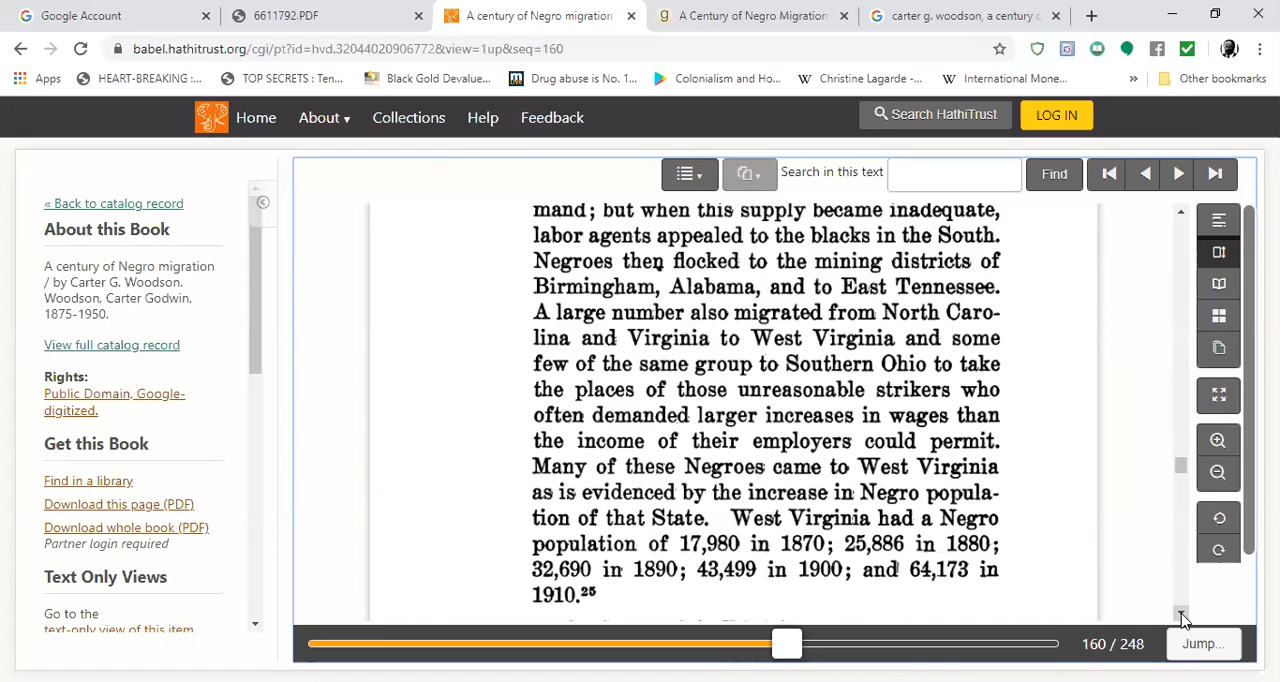 Google Account
6611792.PDF
A century of Negro migration
A Century of Negro Migration
carter g. woodson, a century c
babel.hathitrust.org/cgi/pt?id=hvd.32044020906772&view=1up&seq=160
Apps
HEART-BREAKING :...
TOP SECRETS : Ten...
Black Gold Devalue...
Drug abuse is No. 1...
Colonialism and Ho...
Christine Lagarde -...
International Mone...
»
Other bookmarks
Home
About
Collections
Help
Feedback
Search HathiTrust
LOG IN
« Back to catalog record
About this Book
A century of Negro migration
/ by Carter G. Woodson.
Woodson, Carter Godwin,
1875-1950.
View full catalog record
Rights:
Public Domain, Google-
digitized.
Get this Book
Find in a library
Download this page (PDF)
Download whole book (PDF)
Partner login required
Text Only Views
Go to the
text-only view of this item
Search in this text
Find
mand; but when this supply became inadequate,
labor agents appealed to the blacks in the South.
Negroes then flocked to the mining districts of
Birmingham, Alabama, and to East Tennessee.
A large number also migrated from North Caro-
lina and Virginia to West Virginia and some
few of the same group to Southern Ohio to take
the places of those unreasonable strikers who
often demanded larger increases in wages than
the income of their employers could permit.
Many of these Negroes came to West Virginia
as is evidenced by the increase in Negro popula-
tion of that State. West Virginia had a Negro
population of 17,980 in 1870; 25,886 in 1880;
32,690 in 1890; 43,499 in 1900; and 64,173 in
1910.²⁵
160 / 248
Jump...